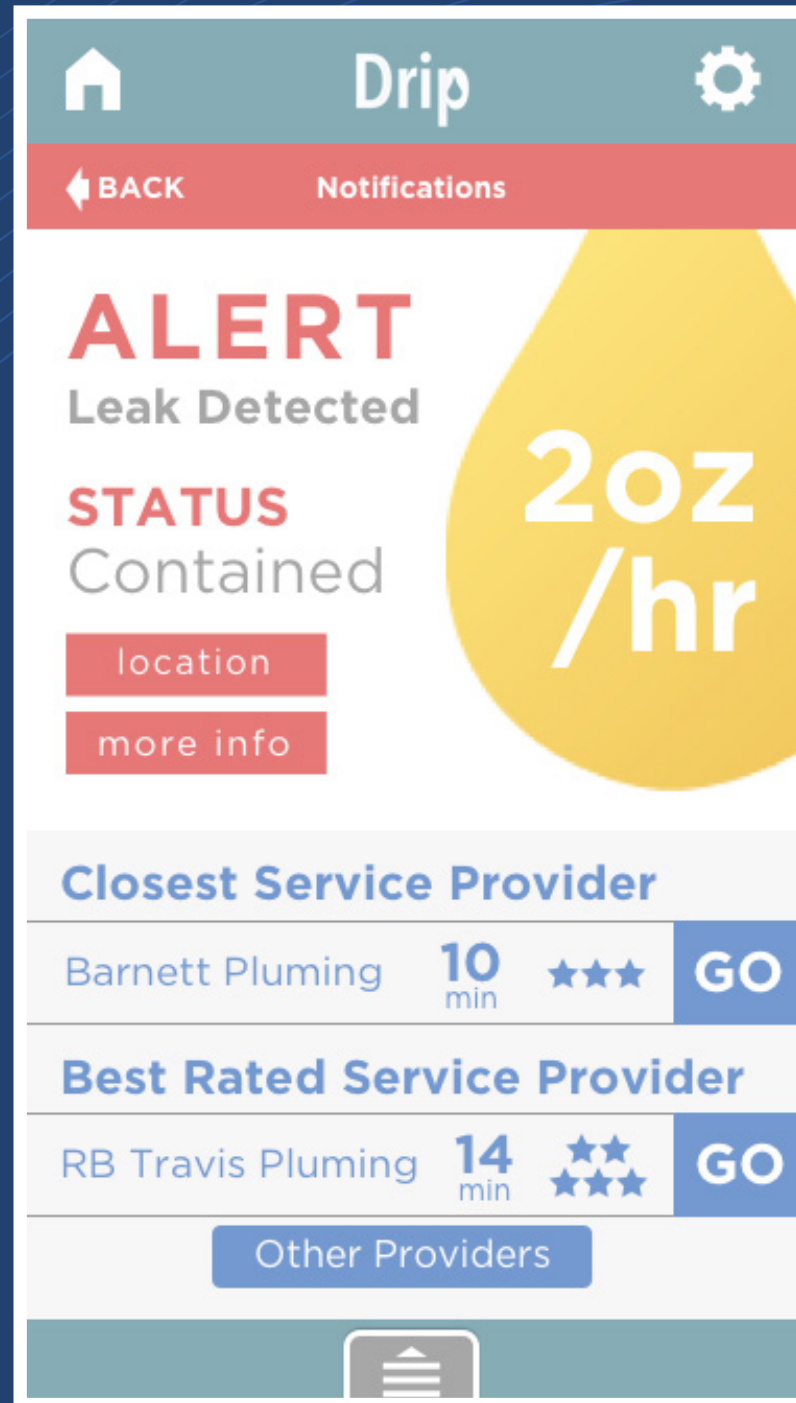 Drip
BACK Notifications
ALERT
Leak Detected
STATUS
Contained
location
more info
2oz
/hr
Closest Service Provider
Barnett Pluming 10 min GO
Best Rated Service Provider
RB Travis Pluming 14 min GO
Other Providers